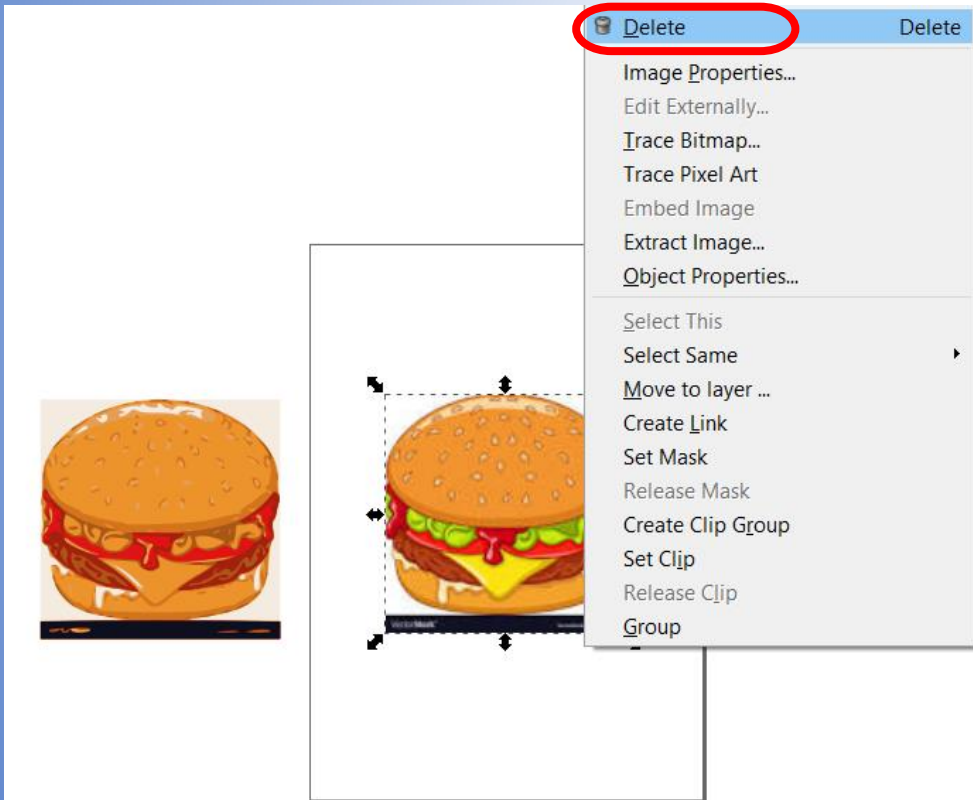 Delete Delete
Image Properties...
Edit Externally...
Trace Bitmap...
Trace Pixel Art
Embed Image
Extract Image...
Object Properties...
Select This
Select Same
Move to layer ...
Create Link
Set Mask
Release Mask
Create Clip Group
Set Clip
Release Clip
Group
VectorStock